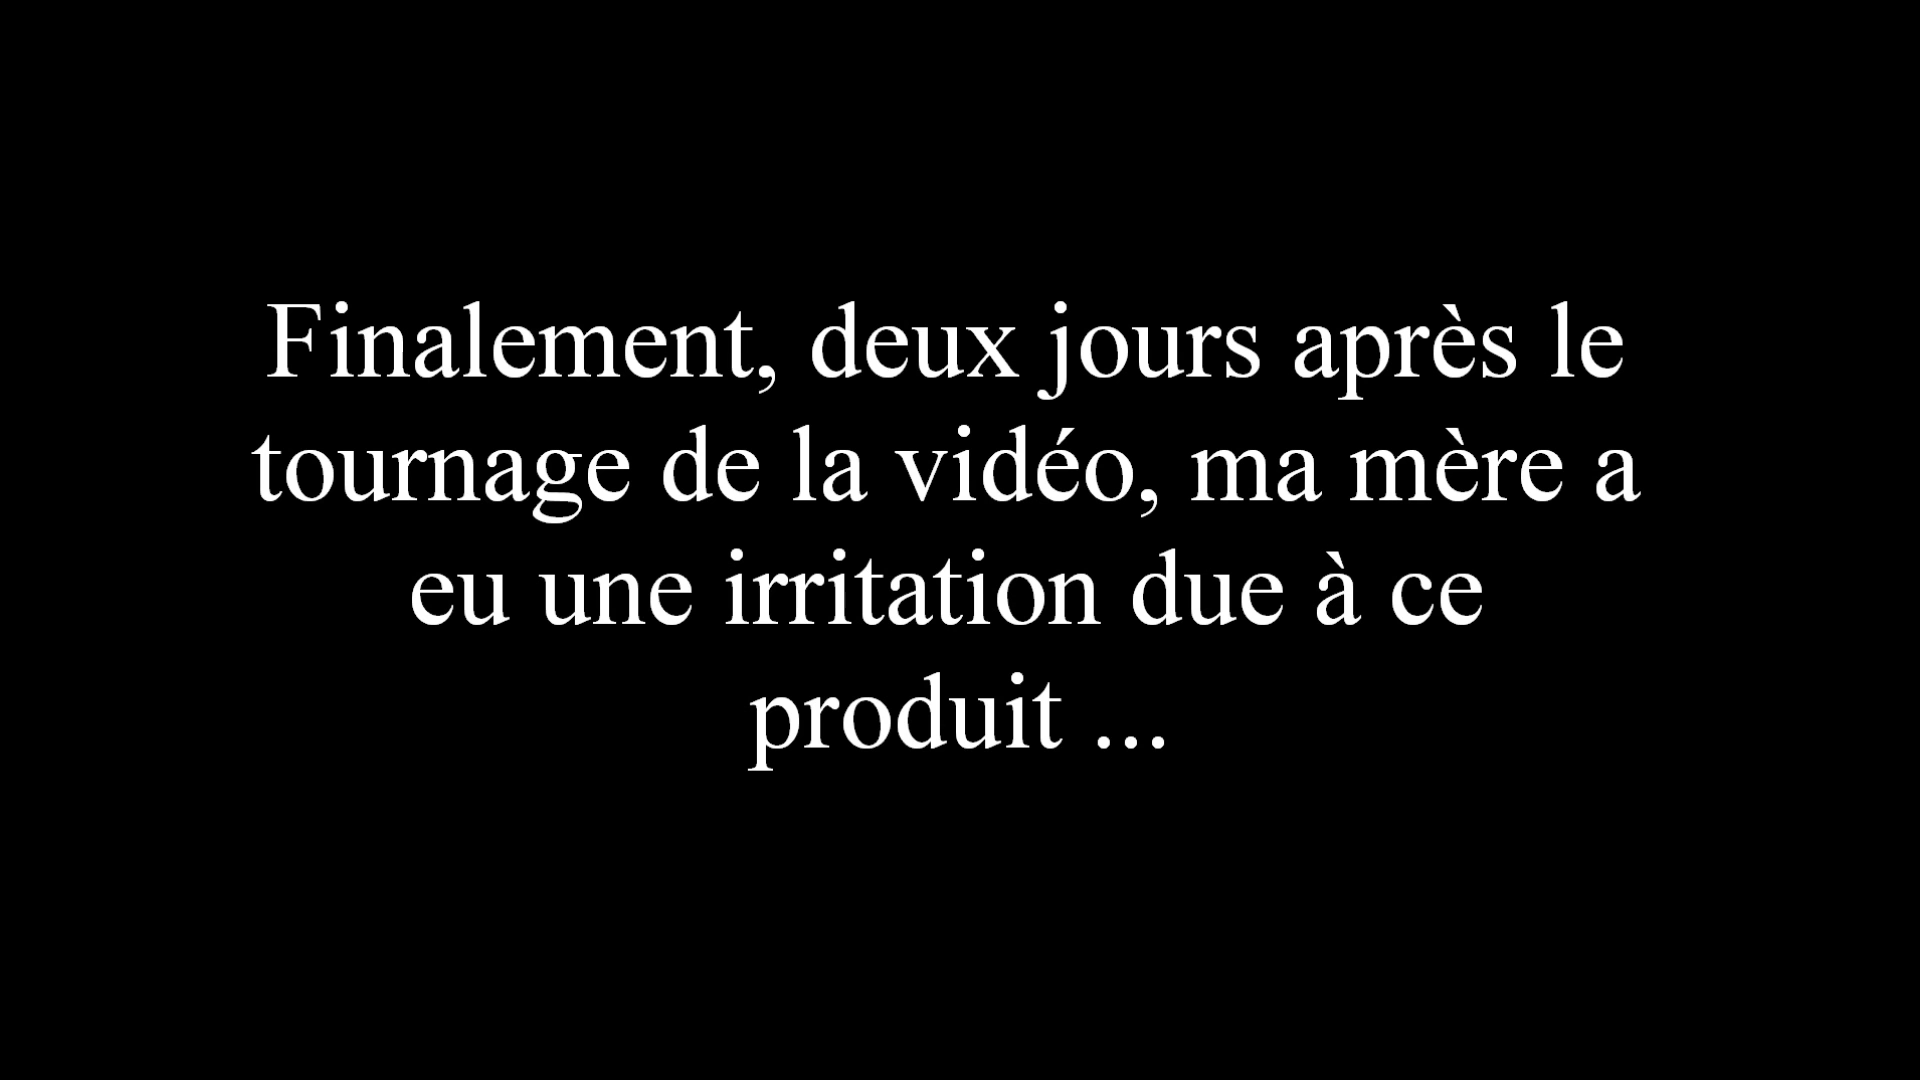 Finalement, deux jours après le
tournage de la vidéo, ma mère a
eu une irritation due à ce
produit ...